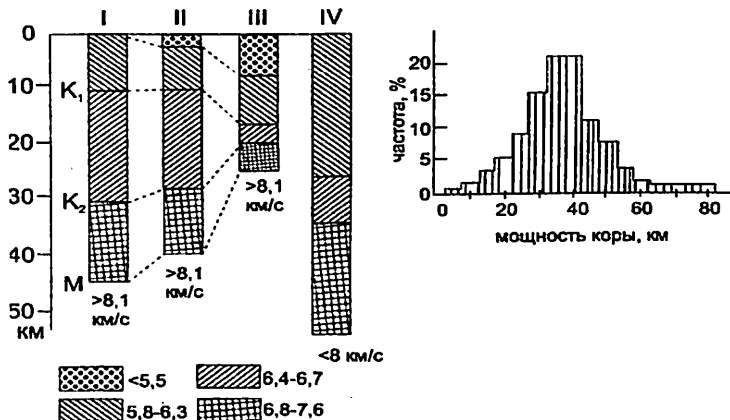 I II III IV
0
10
K₁
20
30
K₂
40
М
50
км
>8,1
км/с
>8,1
км/с
>8,1
км/с
<8 км/с
<5,5
6,4-6,7
5,8-6,3
6,8-7,6
частота, %
20
15
10
5
0
0 20 40 60 80
мощность коры, км